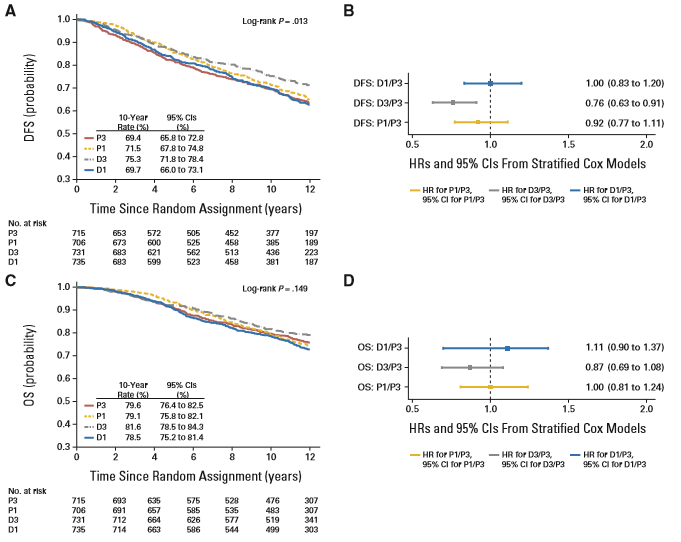 A
Log-rank P = .013
DFS (probability)
1.0
0.9
0.8
0.7
0.6
0.5
0.4
0.3
10-Year 95% CIs
Rate (%) (%)
P3 69.4 65.8 to 72.8
P1 71.5 67.8 to 74.8
D3 75.3 71.8 to 78.4
D1 69.7 66.0 to 73.1
0 2 4 6 8 10 12
Time Since Random Assignment (years)
No. at risk
P3 715 653 572 505 452 377 197
P1 706 673 600 525 458 385 189
D3 731 683 621 562 513 436 223
D1 735 683 599 523 458 381 187
B
DFS: D1/P3 1.00 (0.83 to 1.20)
DFS: D3/P3 0.76 (0.63 to 0.91)
DFS: P1/P3 0.92 (0.77 to 1.11)
0.5 1.0 1.5 2.0
HRs and 95% CIs From Stratified Cox Models
HR for P1/P3, HR for D3/P3, HR for D1/P3,
95% CI for P1/P3 95% CI for D3/P3 95% CI for D1/P3
C
Log-rank P = .149
OS (probability)
1.0
0.9
0.8
0.7
0.6
0.5
0.4
0.3
10-Year 95% CIs
Rate (%) (%)
P3 79.6 76.4 to 82.5
P1 79.1 75.8 to 82.1
D3 81.6 78.5 to 84.3
D1 78.5 75.2 to 81.4
0 2 4 6 8 10 12
Time Since Random Assignment (years)
No. at risk
P3 715 693 635 575 528 476 307
P1 706 691 657 585 535 483 307
D3 731 712 664 626 577 519 341
D1 735 714 663 586 544 499 303
D
OS: D1/P3 1.11 (0.90 to 1.37)
OS: D3/P3 0.87 (0.69 to 1.08)
OS: P1/P3 1.00 (0.81 to 1.24)
0.5 1.0 1.5 2.0
HRs and 95% CIs From Stratified Cox Models
HR for P1/P3, HR for D3/P3, HR for D1/P3,
95% CI for P1/P3 95% CI for D3/P3 95% CI for D1/P3